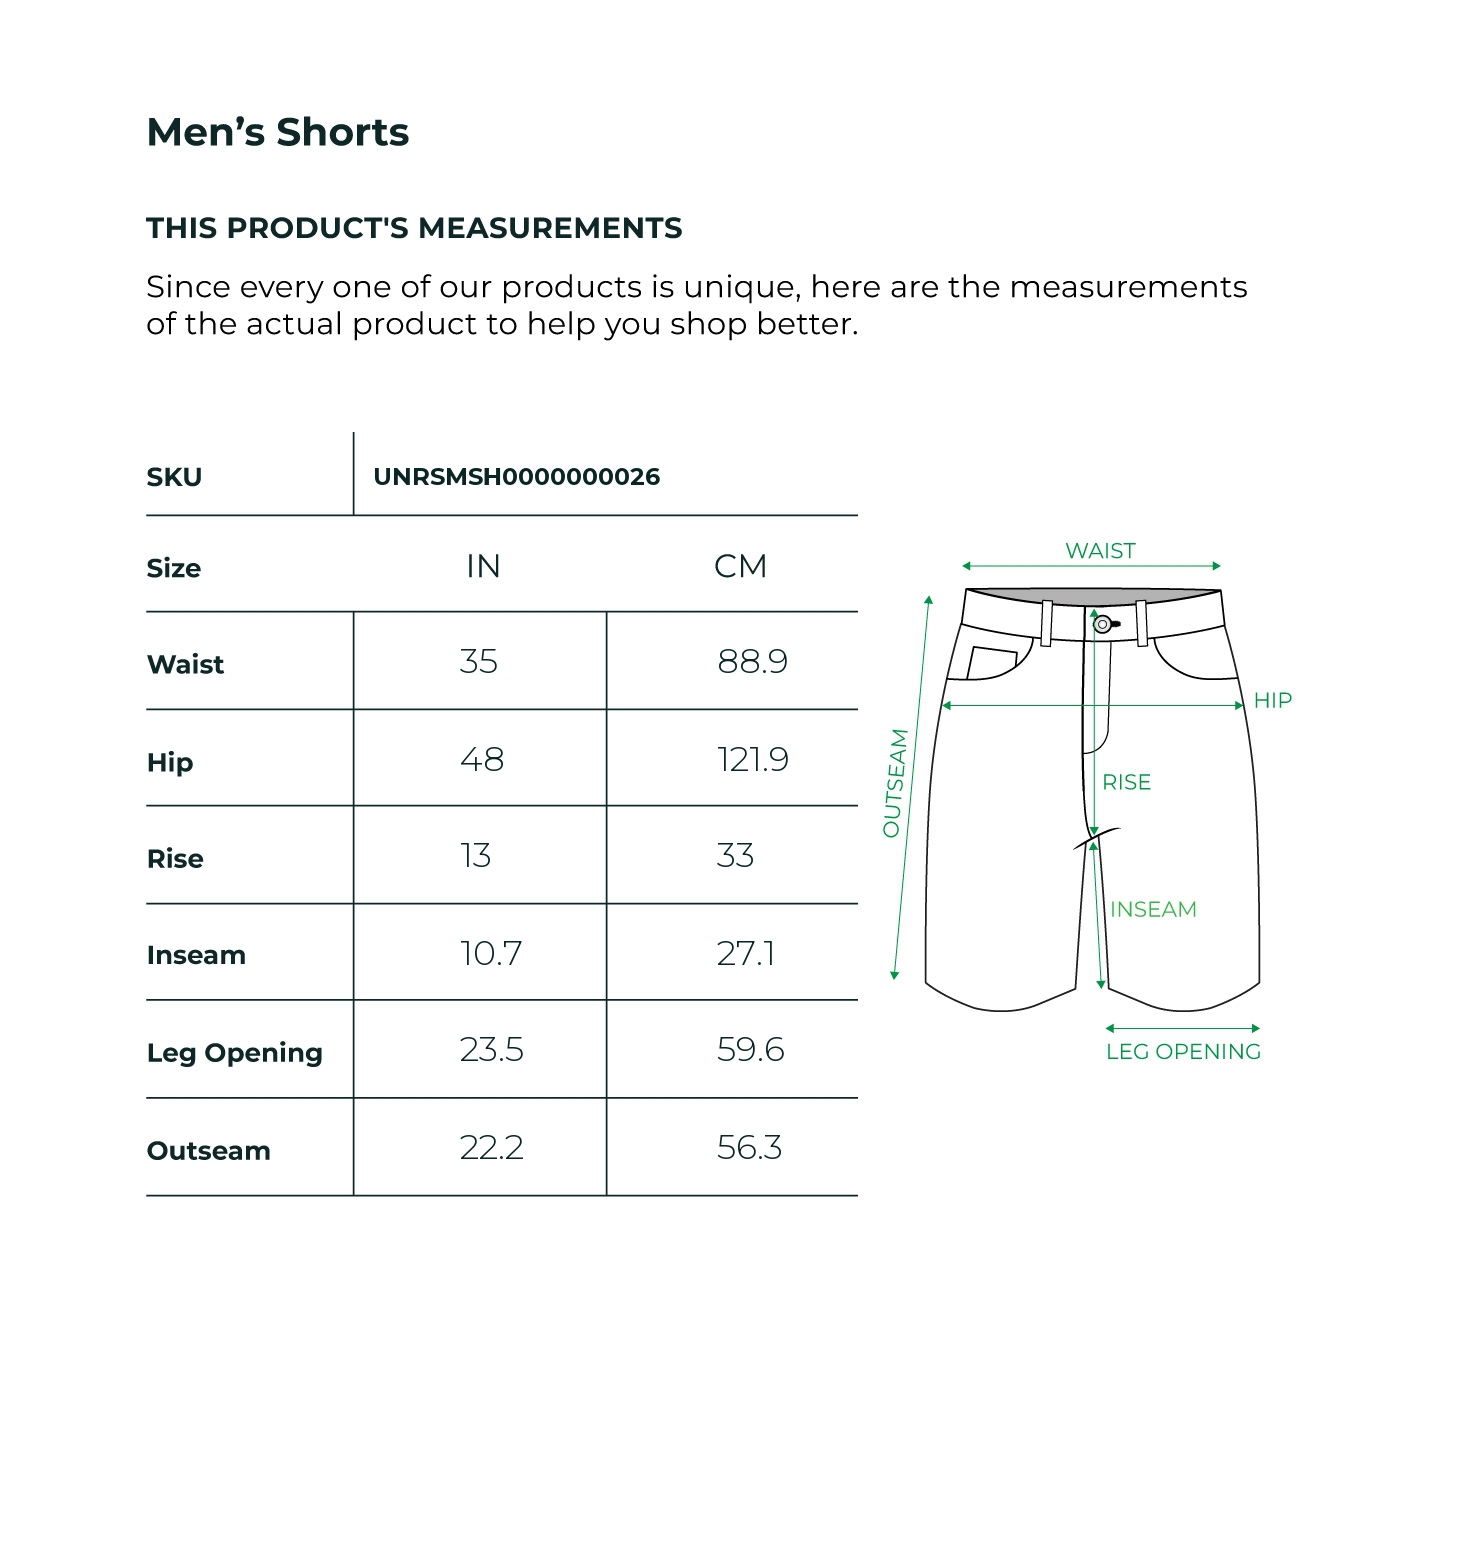 Men’s Shorts
THIS PRODUCT'S MEASUREMENTS
Since every one of our products is unique, here are the measurements
of the actual product to help you shop better.
SKU UNRSMSH0000000026
Size IN CM
Waist 35 88.9
Hip 48 121.9
Rise 13 33
Inseam 10.7 27.1
Leg Opening 23.5 59.6
Outseam 22.2 56.3
WAIST
HIP
OUTSEAM
RISE
INSEAM
LEG OPENING